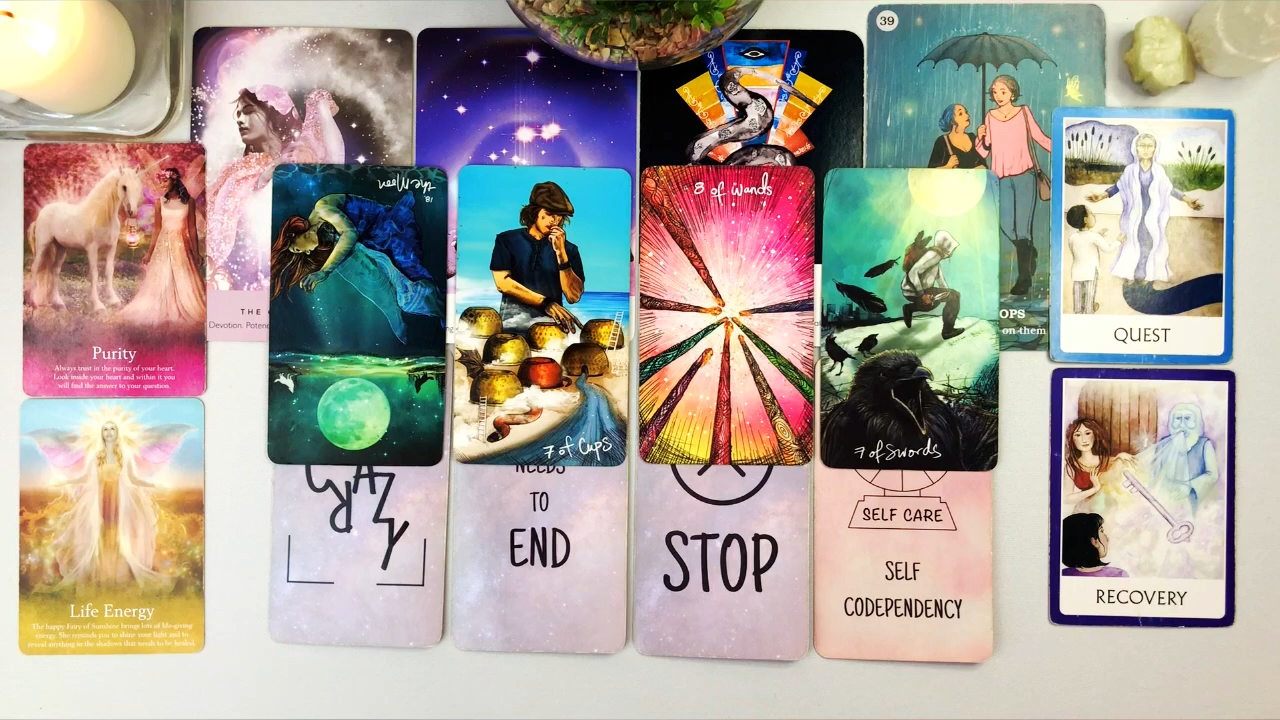 39
THE
Devotion. Poten
OPS
on them
Purity
Always trust in the purity of your heart.
Look inside your heart and within it you
will find the answer to your question.
Life Energy
The happy Fairy of Sunshine brings lots of life-giving
energy. She reminds you to shine your light and to
reveal anything in the shadows that needs to be healed.
18.
the Moon
7 of Cups
8 of Wands
7 of Swords
CRAZY
NEEDS
TO
END
STOP
SELF CARE
SELF
CODEPENDENCY
QUEST
RECOVERY